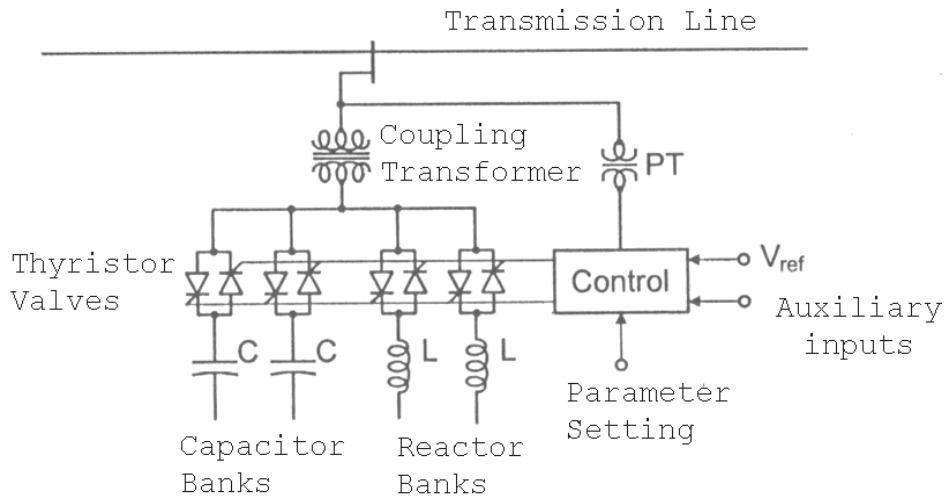 Transmission Line
Coupling
Transformer
PT
Thyristor
Valves
Control
Vref
Auxiliary
inputs
C
C
L
L
Parameter
Setting
Capacitor
Banks
Reactor
Banks